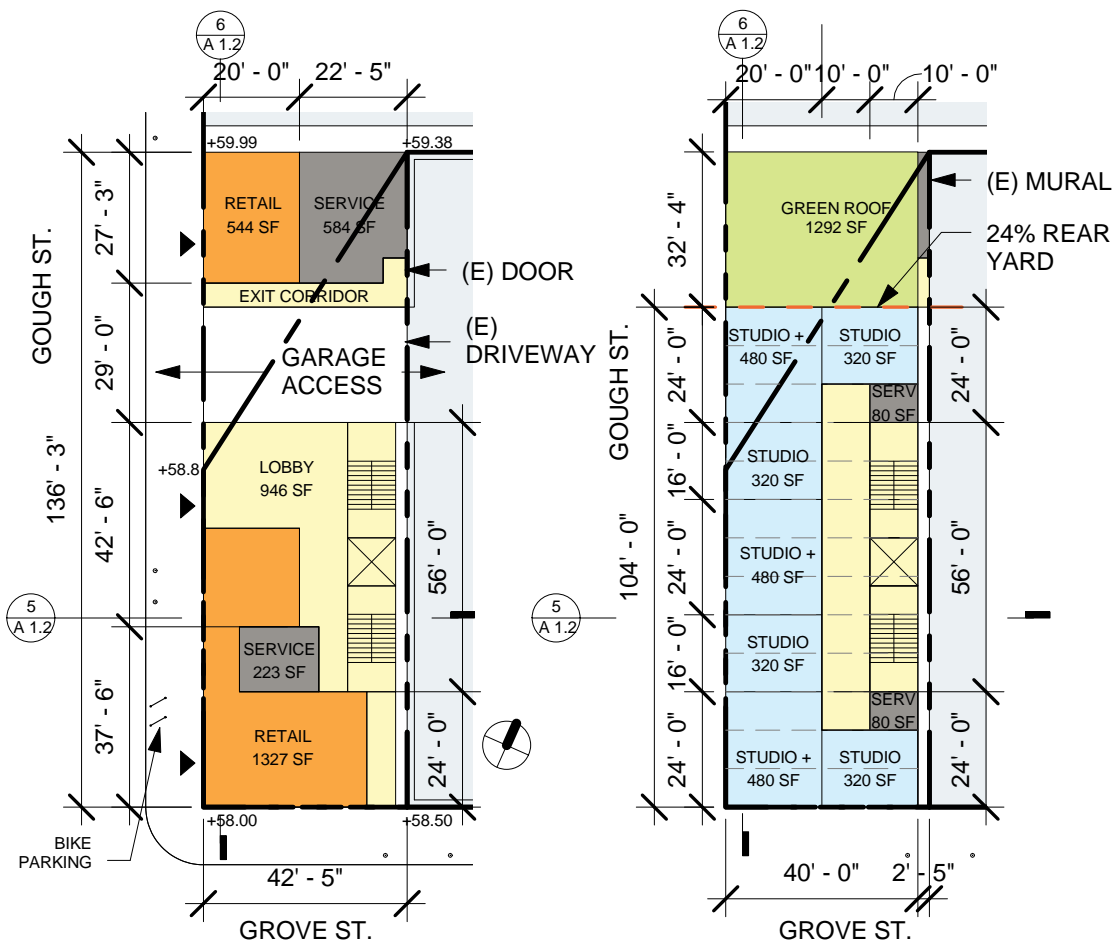 6
A 1.2
20' - 0"
22' - 5"
+59.99
+59.38
27' - 3"
RETAIL
544 SF
SERVICE
584 SF
GOUGH ST.
(E) DOOR
EXIT CORRIDOR
29' - 0"
GARAGE
ACCESS
(E)
DRIVEWAY
136' - 3"
+58.8
LOBBY
946 SF
42' - 6"
56' - 0"
5
A 1.2
SERVICE
223 SF
37' - 6"
RETAIL
1327 SF
24' - 0"
BIKE
PARKING
+58.00
+58.50
42' - 5"
GROVE ST.
6
A 1.2
20' - 0"
10' - 0"
10' - 0"
32' - 4"
GREEN ROOF
1292 SF
(E) MURAL
24% REAR
YARD
GOUGH ST.
24' - 0"
STUDIO +
480 SF
STUDIO
320 SF
24' - 0"
SERV
80 SF
16' - 0"
STUDIO
320 SF
104' - 0"
24' - 0"
STUDIO +
480 SF
56' - 0"
5
A 1.2
16' - 0"
STUDIO
320 SF
SERV
80 SF
24' - 0"
STUDIO +
480 SF
STUDIO
320 SF
24' - 0"
40' - 0"
2' - 5"
GROVE ST.